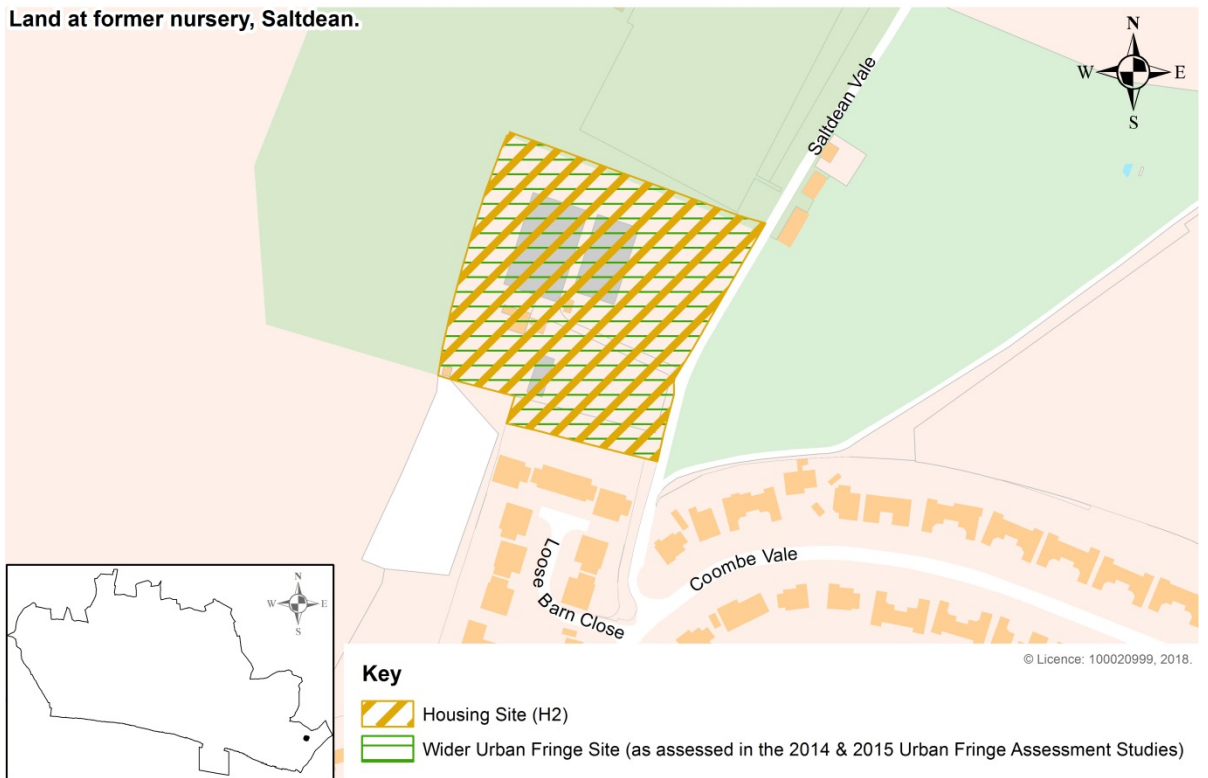 Land at former nursery, Saltdean.
N
W E
S
Saltdean Vale
Loose
Barn Close
Coombe Vale
© Licence: 100020999, 2018.
N
W E
S
Key
Housing Site (H2)
Wider Urban Fringe Site (as assessed in the 2014 & 2015 Urban Fringe Assessment Studies)